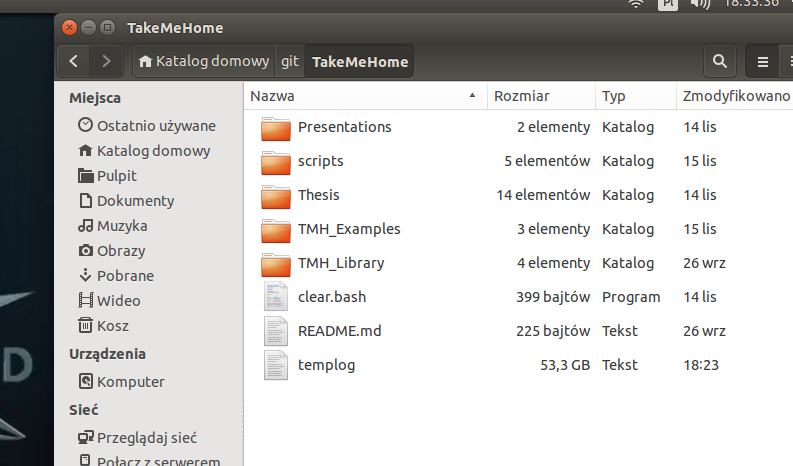 Pl 18:33:36
TakeMeHome
Katalog domowy git TakeMeHome
Miejsca
Ostatnio używane
Katalog domowy
Pulpit
Dokumenty
Muzyka
Obrazy
Pobrane
Wideo
Kosz
Urządzenia
Komputer
Sieć
Przeglądaj sieć
Połącz z serwerem
Nazwa Rozmiar Typ Zmodyfikowano
Presentations 2 elementy Katalog 14 lis
scripts 5 elementów Katalog 15 lis
Thesis 14 elementów Katalog 14 lis
TMH_Examples 3 elementy Katalog 15 lis
TMH_Library 4 elementy Katalog 26 wrz
clear.bash 399 bajtów Program 14 lis
README.md 225 bajtów Tekst 26 wrz
templog 53,3 GB Tekst 18:23
D